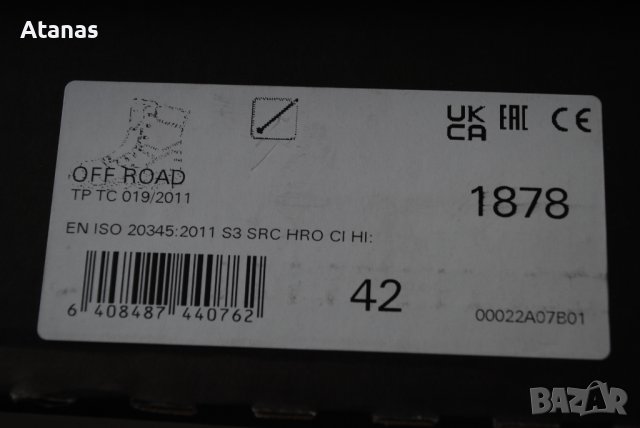 Atanas
UK
CA
EAC
CE
OFF ROAD
TP TC 019/2011
1878
EN ISO 20345:2011 S3 SRC HRO CI HI:
6 408487 440762
42
00022A07B01
BAZAR